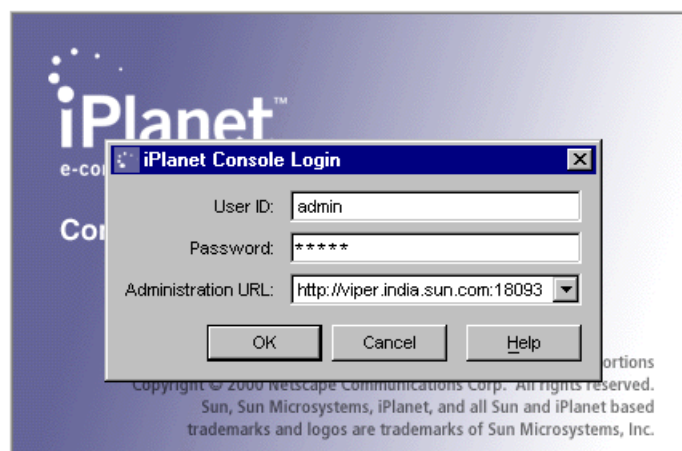 iPlanet™
e-co
iPlanet Console Login
Co
User ID: admin
Password: *****
Administration URL: http://viper.india.sun.com:18093
OK Cancel Help
ortions
Copyright © 2000 Netscape Communications Corp. All rights reserved.
Sun, Sun Microsystems, iPlanet, and all Sun and iPlanet based
trademarks and logos are trademarks of Sun Microsystems, Inc.